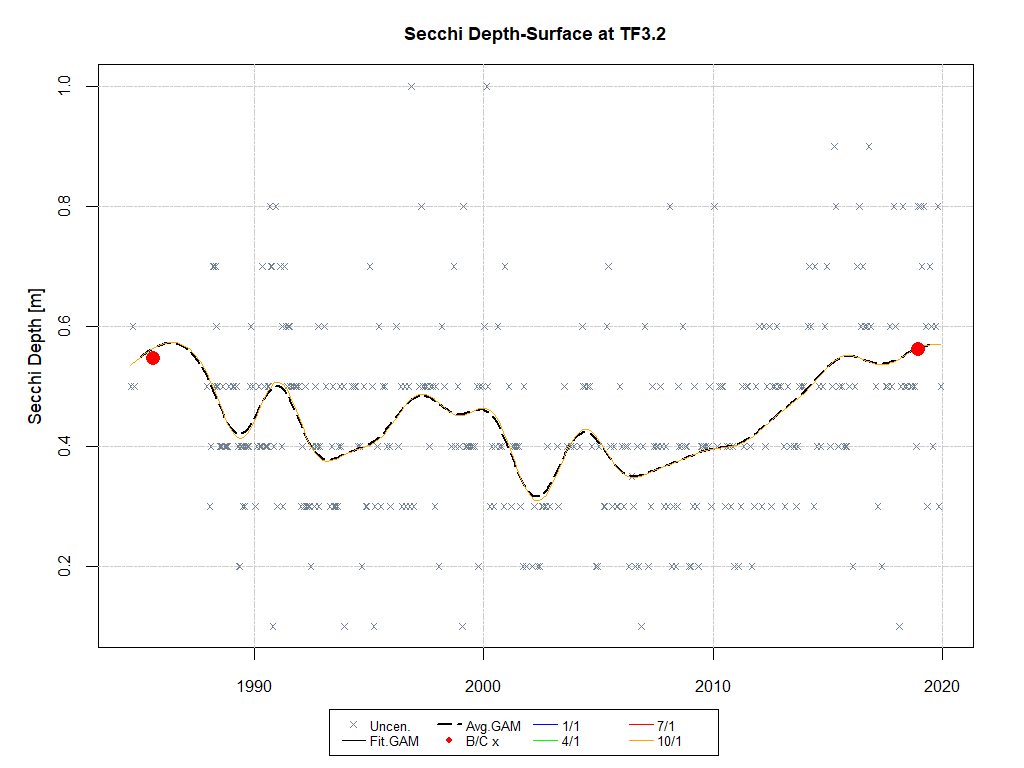 Secchi Depth-Surface at TF3.2
Secchi Depth [m]
1.0
0.8
0.6
0.4
0.2
1990 2000 2010 2020
Uncen. Avg.GAM 1/1 7/1
Fit.GAM B/C x 4/1 10/1